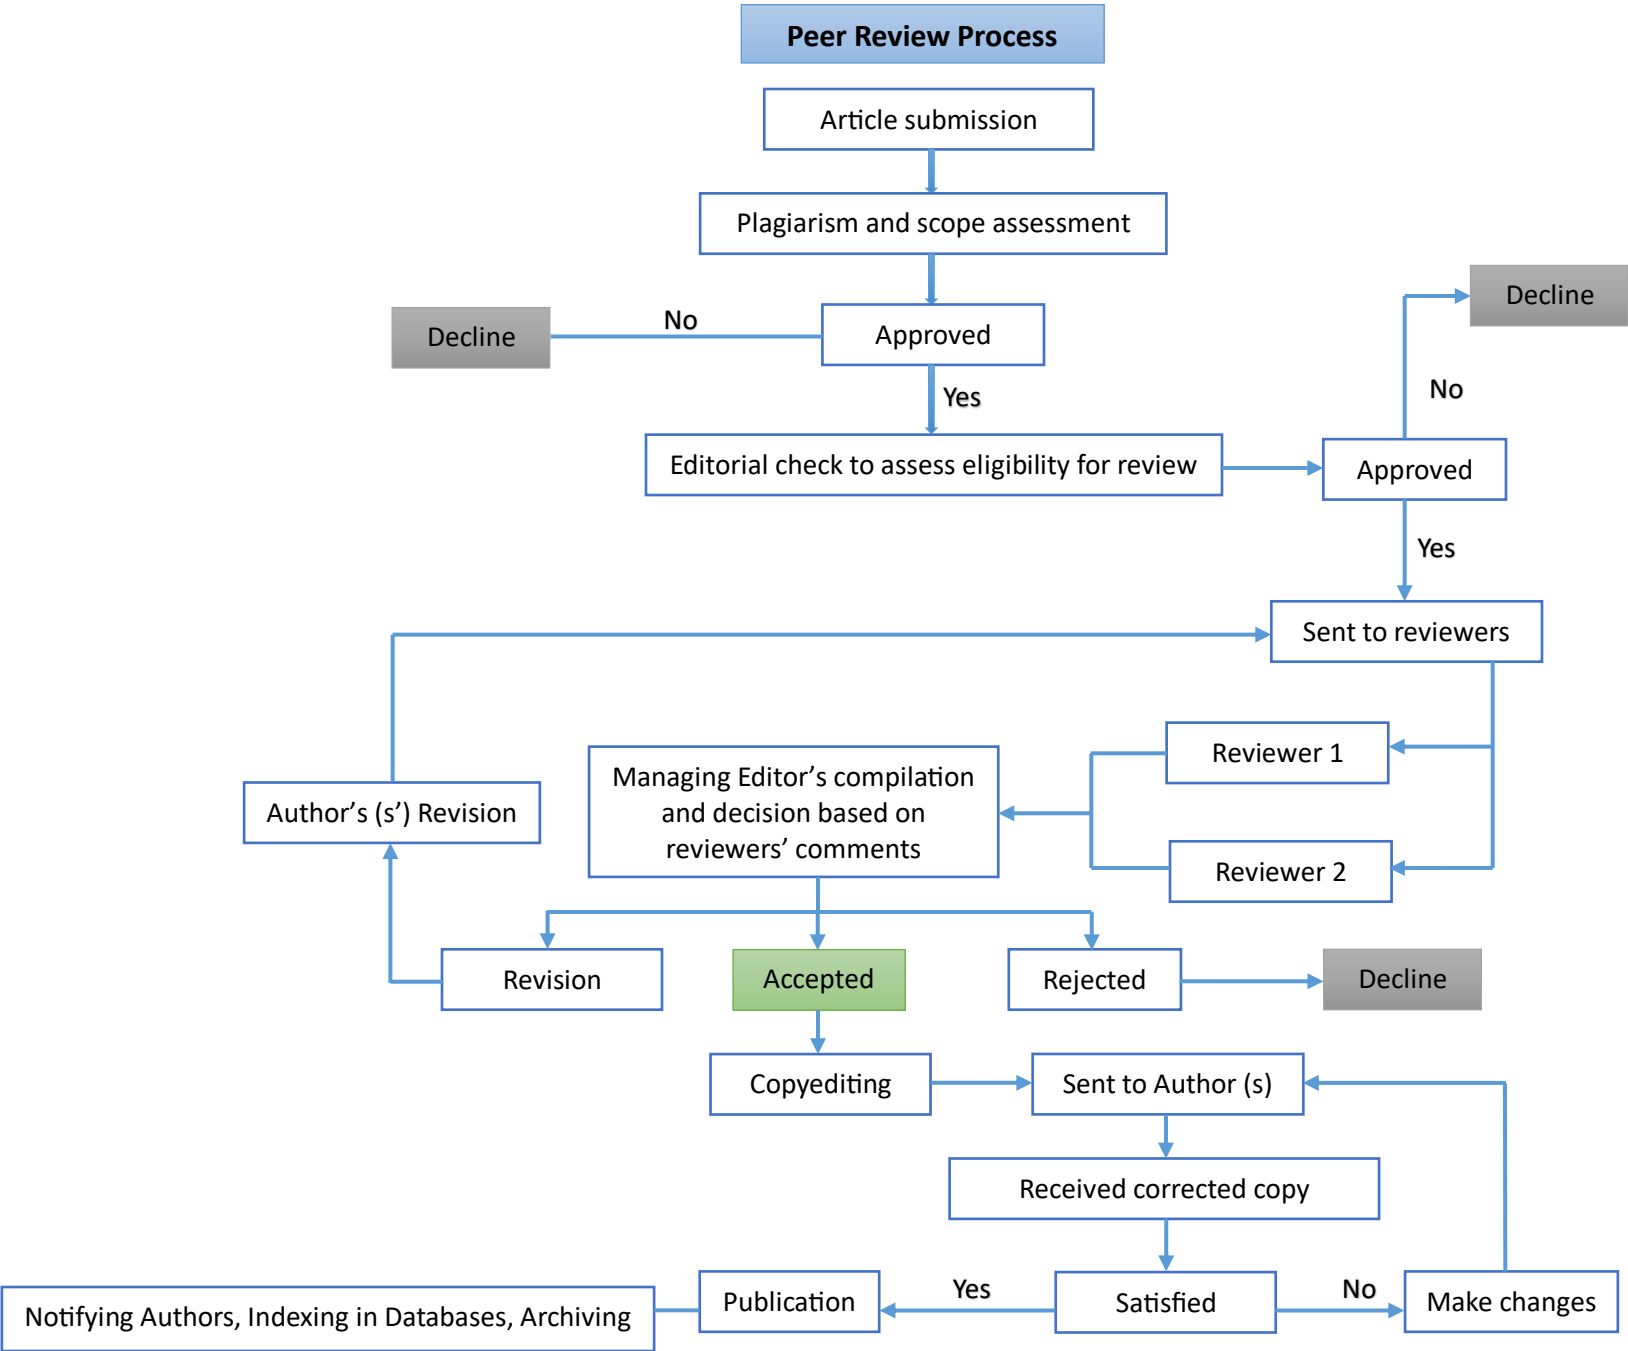 Peer Review Process
Article submission
Plagiarism and scope assessment
Decline
No
Approved
Decline
No
Yes
Editorial check to assess eligibility for review
Approved
Yes
Sent to reviewers
Reviewer 1
Managing Editor’s compilation
and decision based on
reviewers’ comments
Author’s (s’) Revision
Reviewer 2
Revision
Accepted
Rejected
Decline
Copyediting
Sent to Author (s)
Received corrected copy
Satisfied
Yes
No
Publication
Make changes
Notifying Authors, Indexing in Databases, Archiving